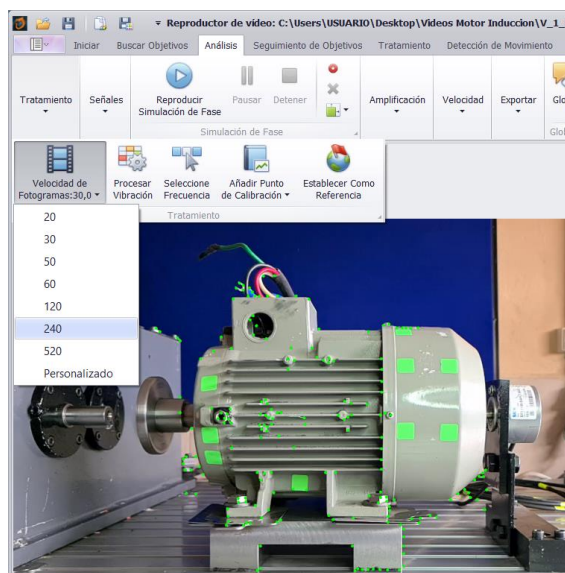 Reproductor de vídeo: C:\Users\USUARIO\Desktop\Videos Motor Induccion\V_1_
Iniciar Buscar Objetivos Análisis Seguimiento de Objetivos Tratamiento Detección de Movimiento
Tratamiento
Señales
Reproducir
Simulación de Fase
Pausar
Detener
Simulación de Fase
Amplificación
Velocidad
Exportar
Glo
Glol
Velocidad de
Fotogramas:30,0
Procesar
Vibración
Seleccione
Frecuencia
Añadir Punto
de Calibración
Establecer Como
Referencia
Tratamiento
20
30
50
60
120
240
520
Personalizado